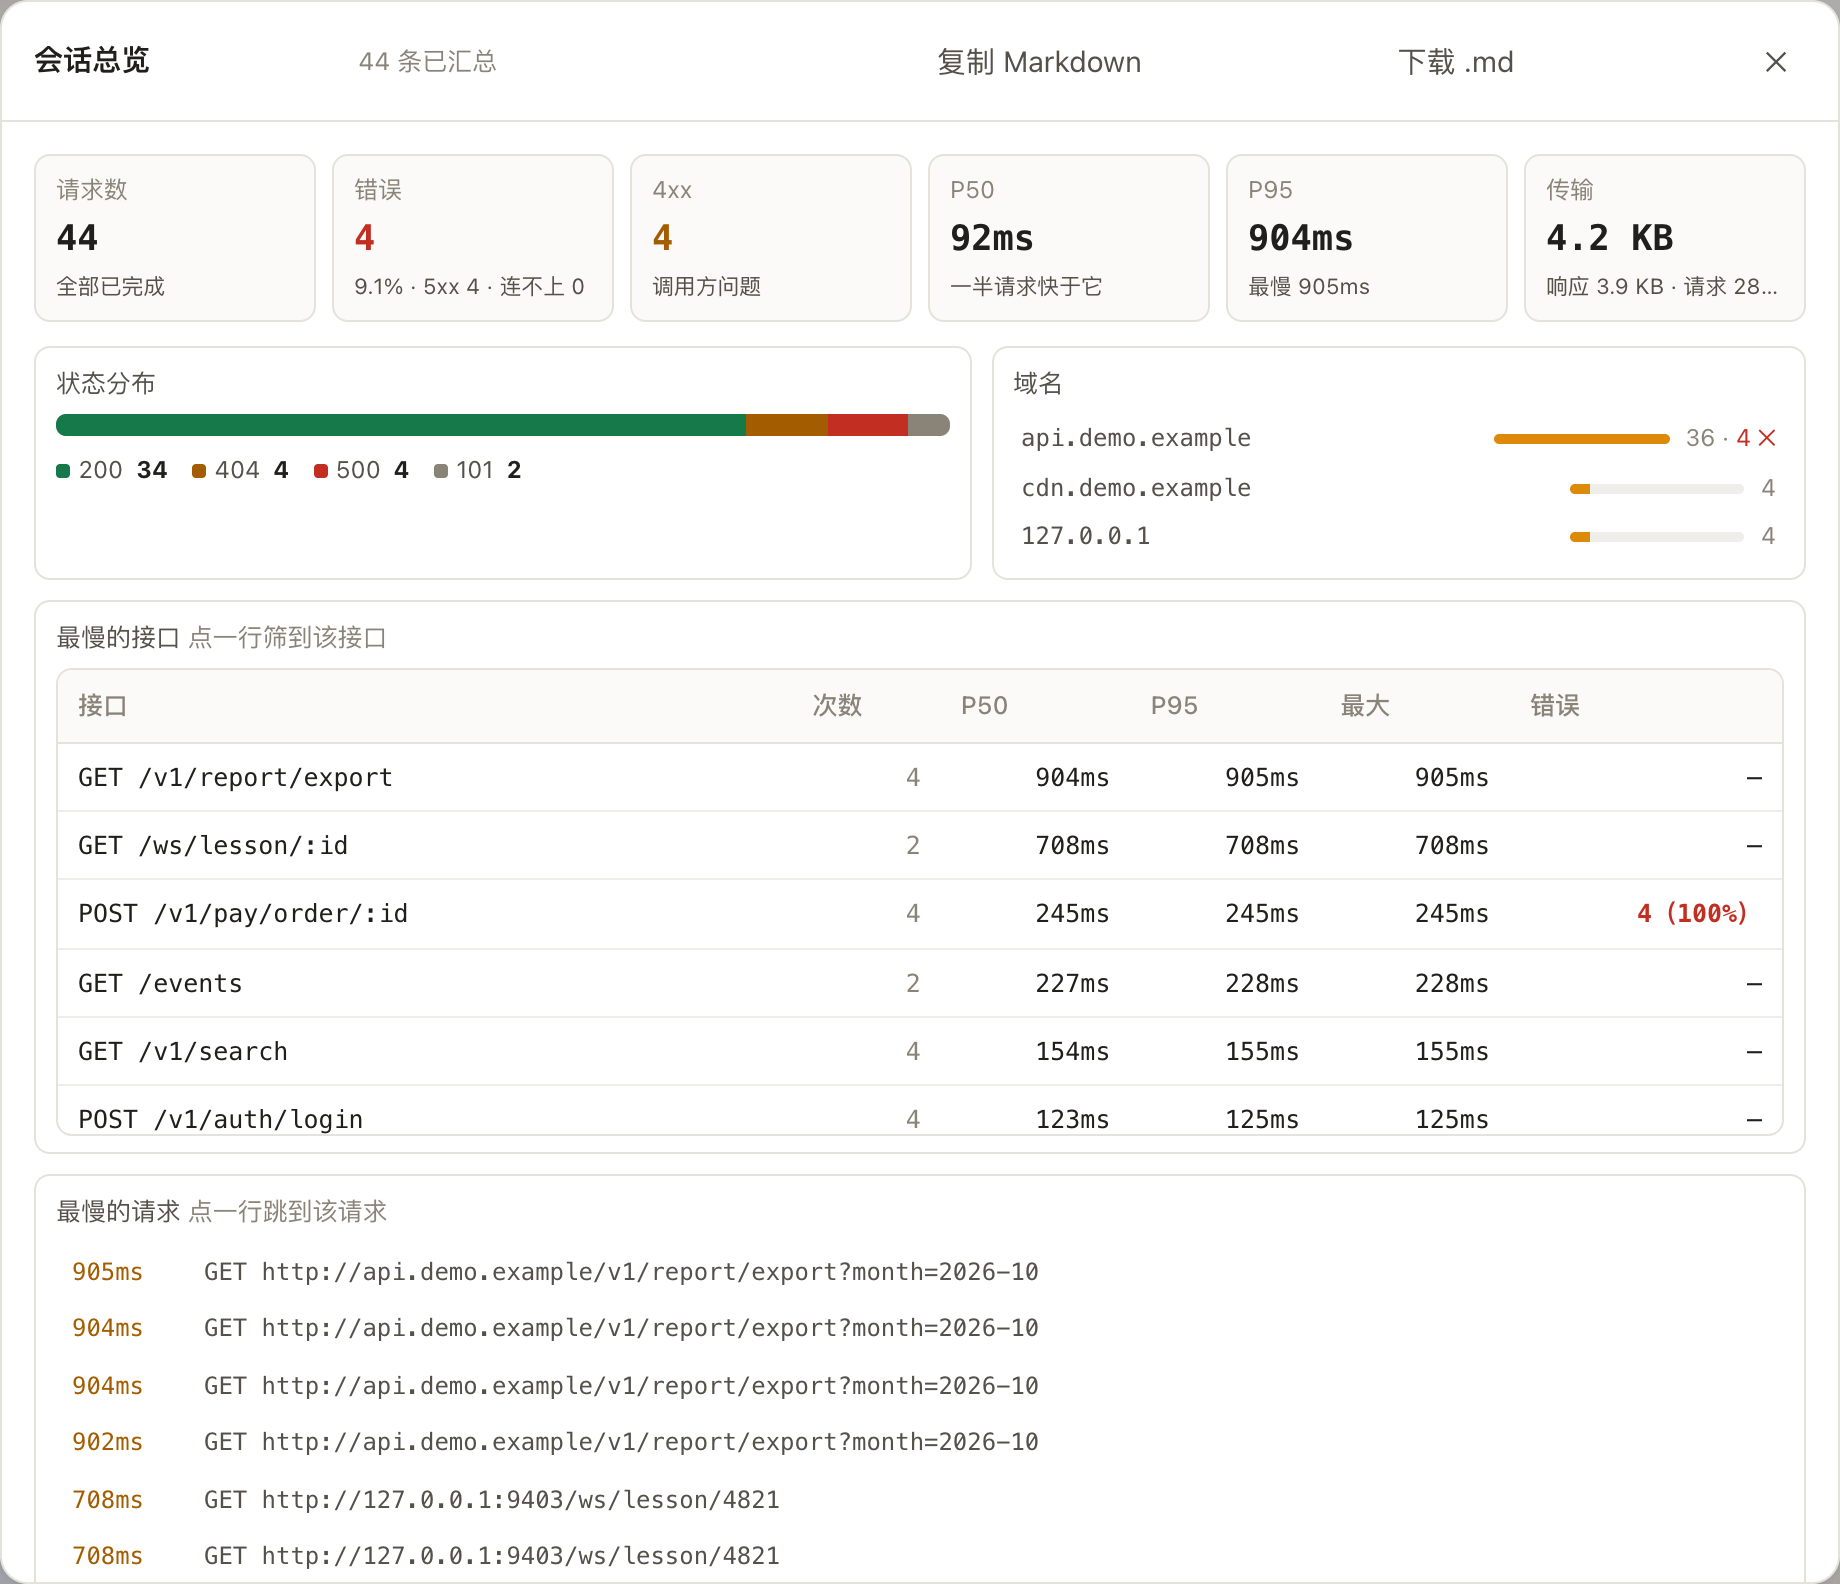 会话总览 44 条已汇总 复制 Markdown 下载 .md
请求数 错误 4xx P50 P95 传输
44 4 4 92ms 904ms 4.2 KB
全部已完成 9.1% · 5xx 4 · 连不上 0 调用方问题 一半请求快于它 最慢 905ms 响应 3.9 KB · 请求 28...
状态分布
200 34 404 4 500 4 101 2
域名
api.demo.example 36 · 4 ✕
cdn.demo.example 4
127.0.0.1 4
最慢的接口 点一行筛到该接口
接口 次数 P50 P95 最大 错误
GET /v1/report/export 4 904ms 905ms 905ms —
GET /ws/lesson/:id 2 708ms 708ms 708ms —
POST /v1/pay/order/:id 4 245ms 245ms 245ms 4 (100%)
GET /events 2 227ms 228ms 228ms —
GET /v1/search 4 154ms 155ms 155ms —
POST /v1/auth/login 4 123ms 125ms 125ms —
最慢的请求 点一行跳到该请求
905ms GET http://api.demo.example/v1/report/export?month=2026-10
904ms GET http://api.demo.example/v1/report/export?month=2026-10
904ms GET http://api.demo.example/v1/report/export?month=2026-10
902ms GET http://api.demo.example/v1/report/export?month=2026-10
708ms GET http://127.0.0.1:9403/ws/lesson/4821
708ms GET http://127.0.0.1:9403/ws/lesson/4821